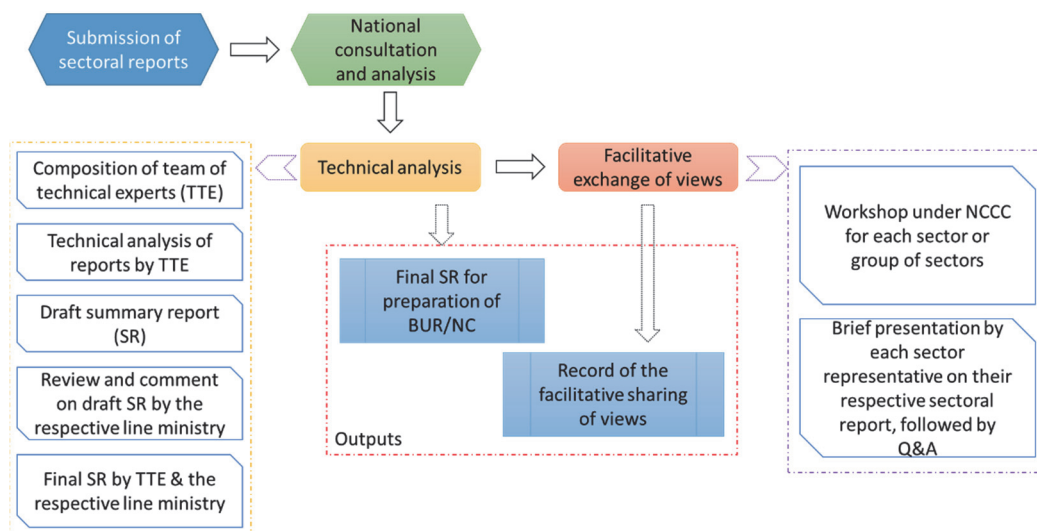 Submission of
sectoral reports
National
consultation
and analysis
Composition of team of
technical experts (TTE)
Technical analysis of
reports by TTE
Draft summary report
(SR)
Review and comment
on draft SR by the
respective line ministry
Final SR by TTE & the
respective line ministry
Technical analysis
Facilitative
exchange of views
Final SR for
preparation of
BUR/NC
Record of the
facilitative sharing
of views
Outputs
Workshop under NCCC
for each sector or
group of sectors
Brief presentation by
each sector
representative on their
respective sectoral
report, followed by
Q&A